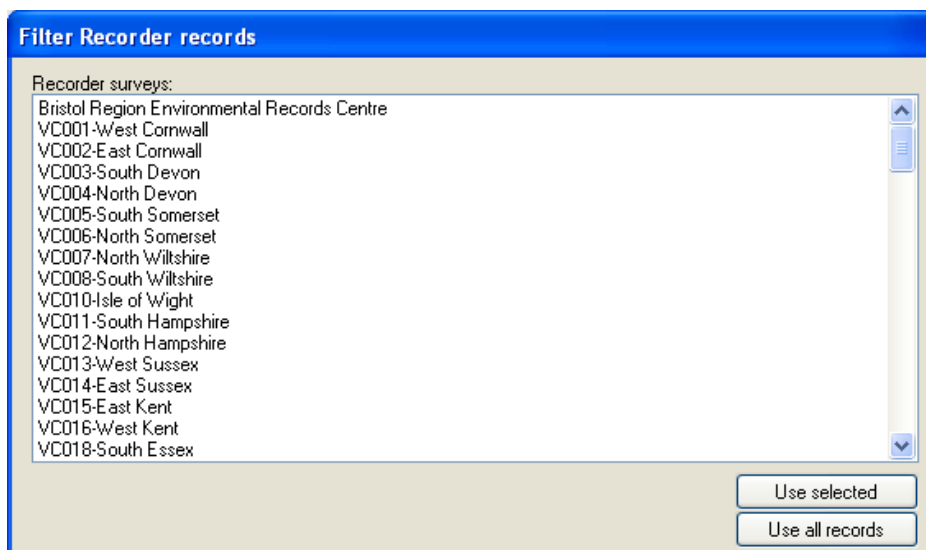 Filter Recorder records
Recorder surveys:
Bristol Region Environmental Records Centre
VC001-West Cornwall
VC002-East Cornwall
VC003-South Devon
VC004-North Devon
VC005-South Somerset
VC006-North Somerset
VC007-North Wiltshire
VC008-South Wiltshire
VC010-Isle of Wight
VC011-South Hampshire
VC012-North Hampshire
VC013-West Sussex
VC014-East Sussex
VC015-East Kent
VC016-West Kent
VC018-South Essex
Use selected
Use all records